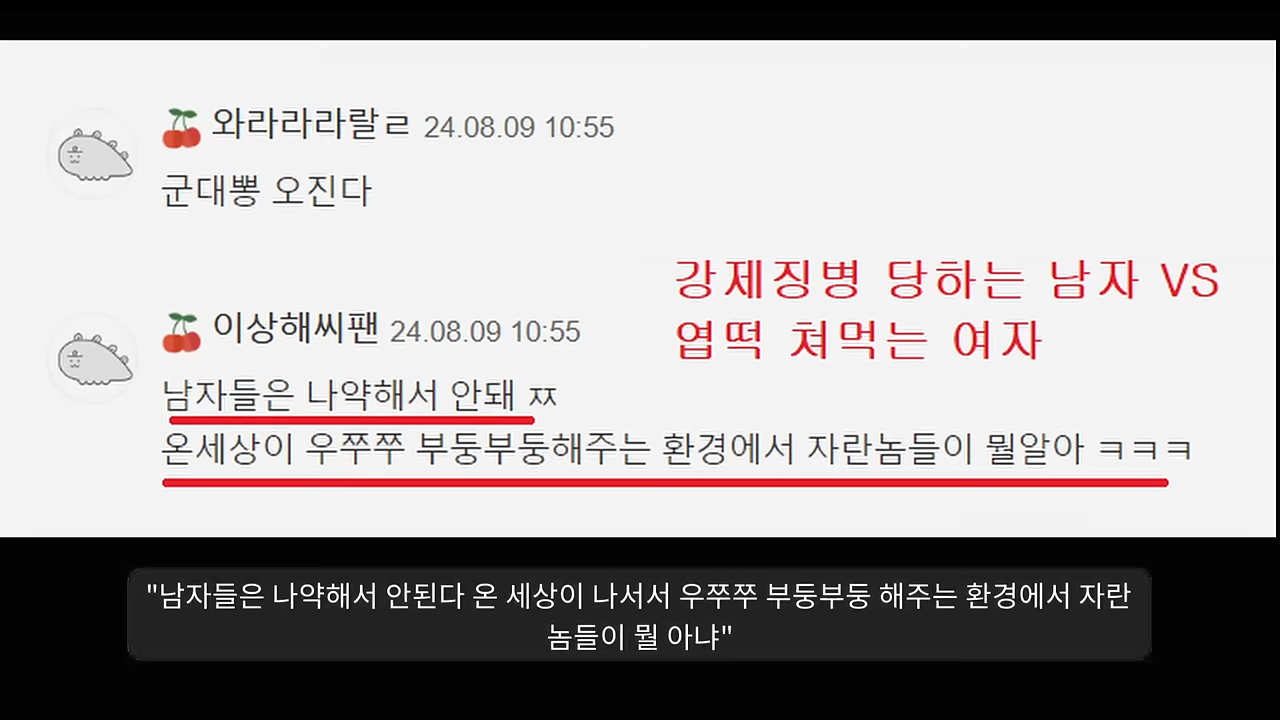 와라라라랄ㄹ 24.08.09 10:55
군대뽕 오진다
강제징병 당하는 남자 VS
엽떡 쳐먹는 여자
이상해씨팬 24.08.09 10:55
남자들은 나약해서 안돼 ㅉ
온세상이 우쭈쭈 부둥부둥해주는 환경에서 자란놈들이 뭘알아 ㅋㅋㅋ
"남자들은 나약해서 안된다 온 세상이 나서서 우쭈쭈 부둥부둥 해주는 환경에서 자란
놈들이 뭘 아냐"